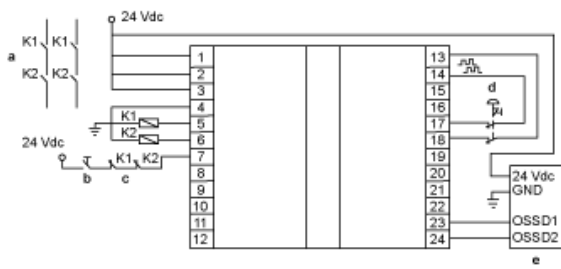 24 Vdc
K1 K1
a
K2 K2
1
2
3
4
K1
5
K2
6
24 Vdc
K1 K2
7
b c
8
9
10
11
12
13
14
15
d
16
17
18
19
20
21
22
23
24
24 Vdc
GND
OSSD1
OSSD2
e